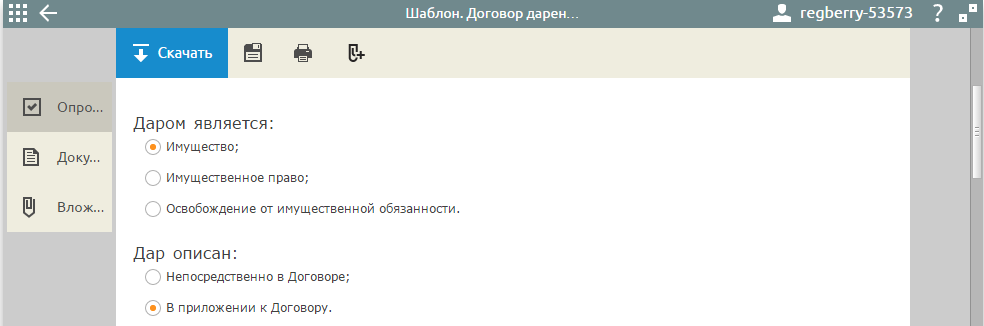 Шаблон. Договор дарен...
regberry-53573
?
Скачать
Опро...
Доку...
Влож...
Даром является:
Имущество;
Имущественное право;
Освобождение от имущественной обязанности.
Дар описан:
Непосредственно в Договоре;
В приложении к Договору.